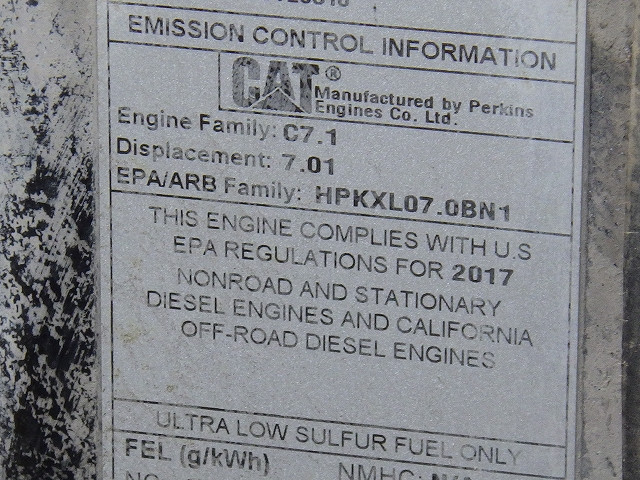 EMISSION CONTROL INFORMATION
CAT® Manufactured by Perkins
Engines Co. Ltd.
Engine Family: C7.1
Displacement: 7.01
EPA/ARB Family: HPKXL07.0BN1
THIS ENGINE COMPLIES WITH U.S
EPA REGULATIONS FOR 2017
NONROAD AND STATIONARY
DIESEL ENGINES AND CALIFORNIA
OFF-ROAD DIESEL ENGINES
ULTRA LOW SULFUR FUEL ONLY
FEL (g/kWh) NMHC: